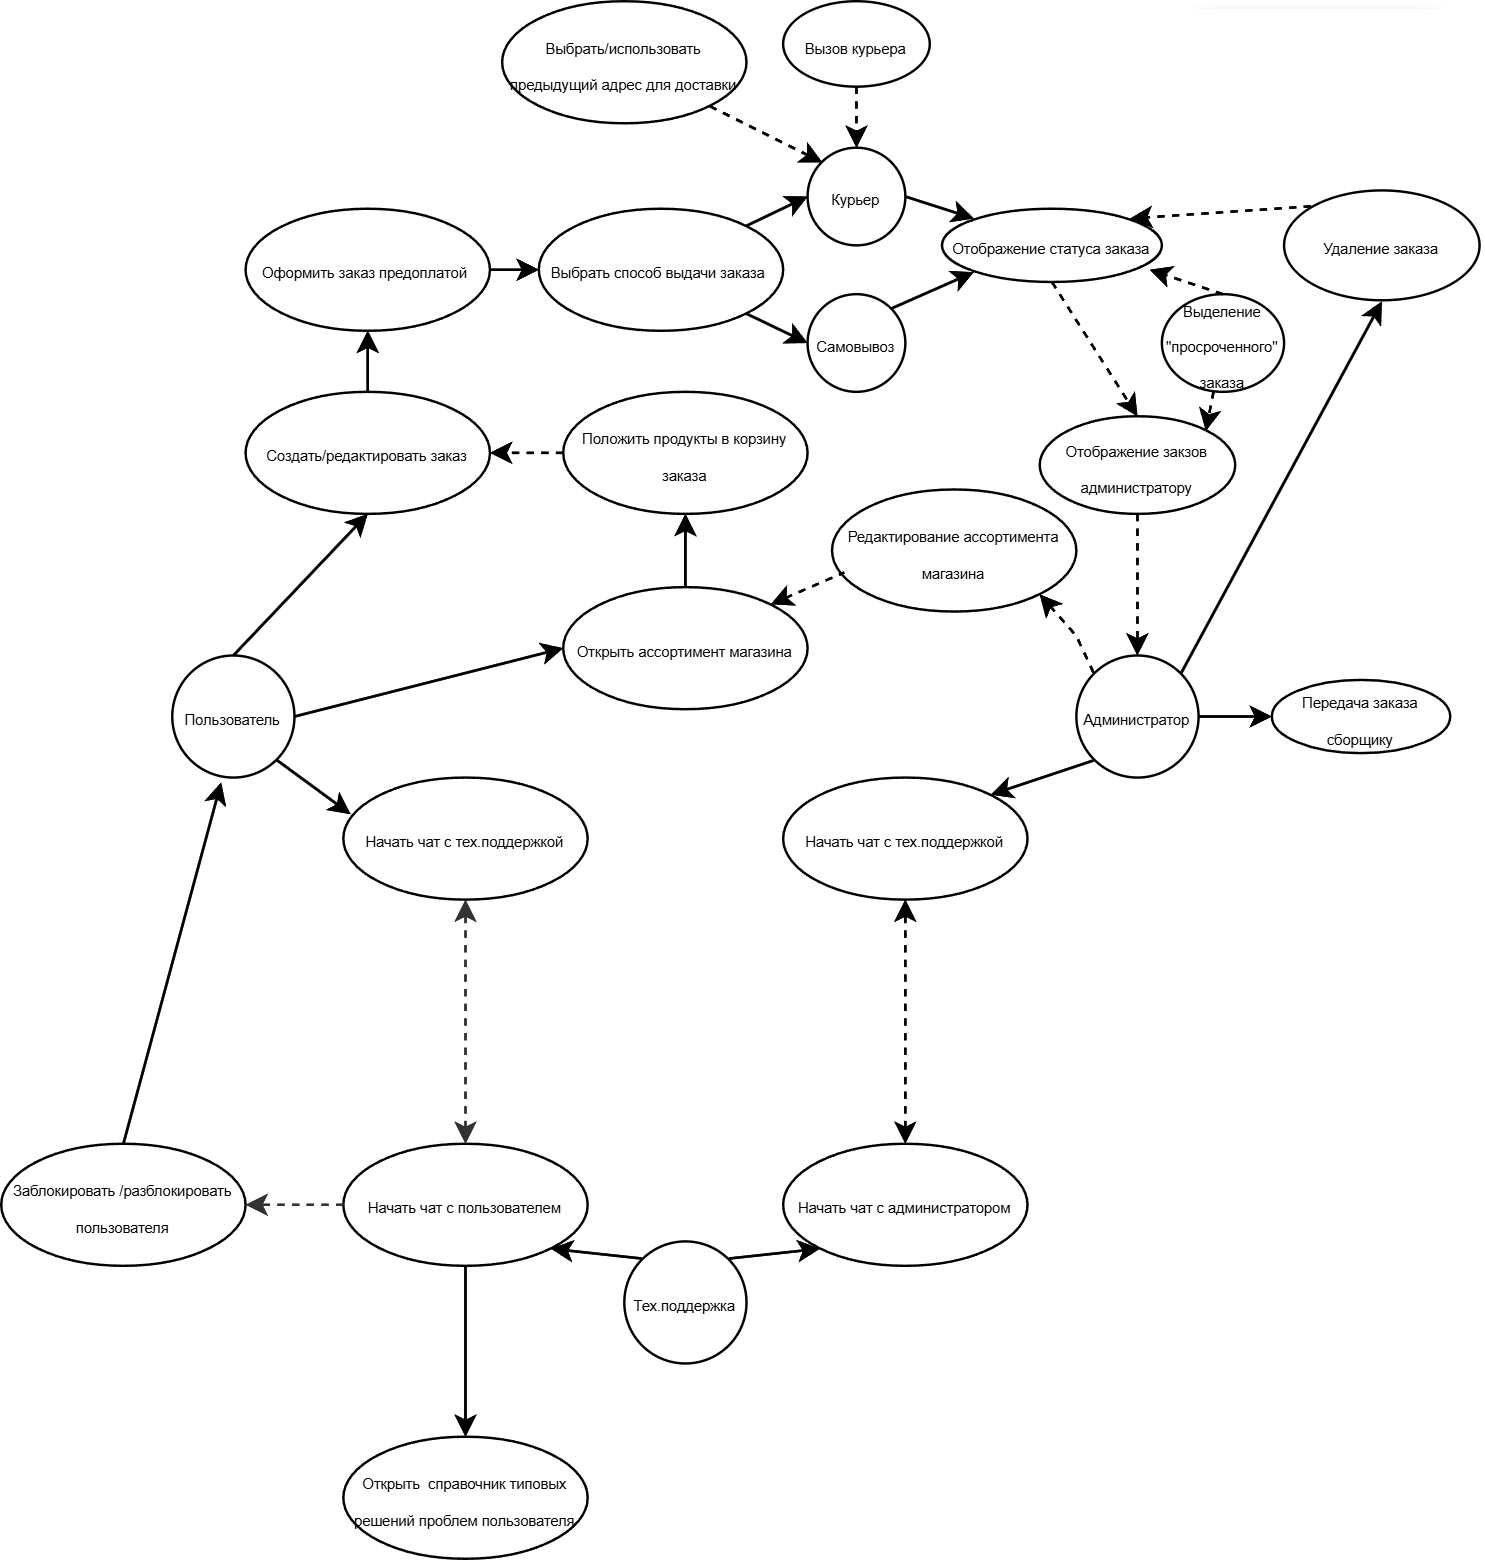 Выбрать/использовать
предыдущий адрес для доставки
Вызов курьера
Курьер
Оформить заказ предоплатой
Выбрать способ выдачи заказа
Отображение статуса заказа
Удаление заказа
Самовывоз
Выделение
"просроченного"
заказа
Создать/редактировать заказ
Положить продукты в корзину
заказа
Отображение закзов
администратору
Редактирование ассортимента
магазина
Открыть ассортимент магазина
Пользователь
Администратор
Передача заказа
сборщику
Начать чат с тех.поддержкой
Начать чат с тех.поддержкой
Заблокировать /разблокировать
пользователя
Начать чат с пользователем
Начать чат с администратором
Тех.поддержка
Открыть  справочник типовых
решений проблем пользователя